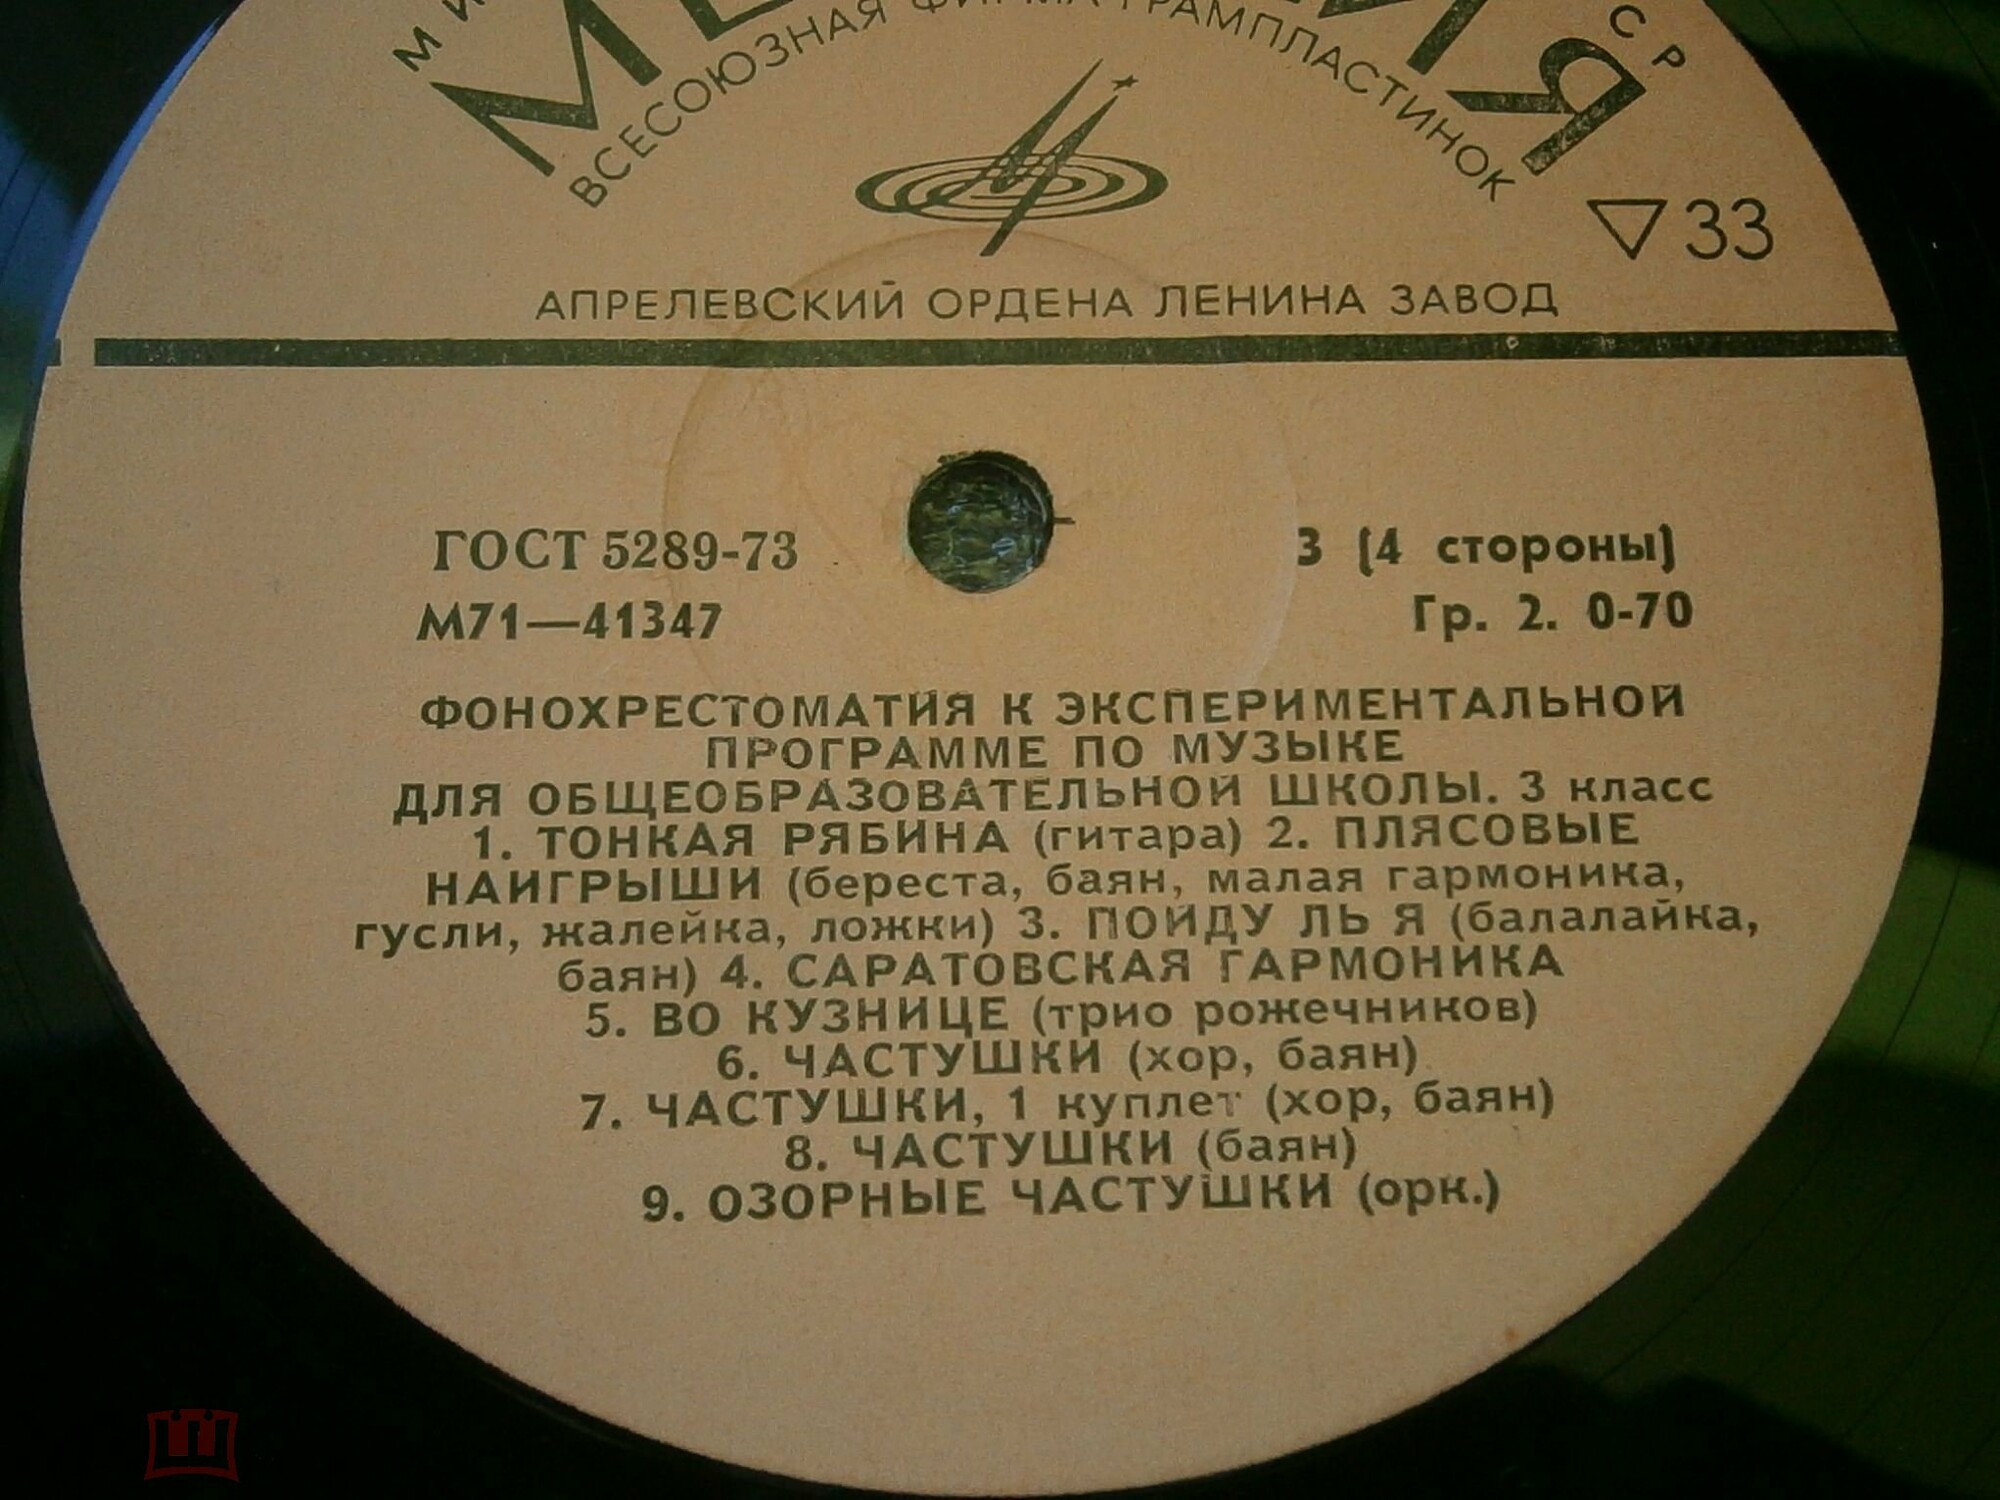 ВСЕСОЮЗНАЯ ФИРМА ГРАМПЛАСТИНОК
▽33
АПРЕЛЕВСКИЙ ОРДЕНА ЛЕНИНА ЗАВОД
ГОСТ 5289-73
3 (4 стороны)
М71—41347
Гр. 2. 0-70
ФОНОХРЕСТОМАТИЯ К ЭКСПЕРИМЕНТАЛЬНОЙ
ПРОГРАММЕ ПО МУЗЫКЕ
ДЛЯ ОБЩЕОБРАЗОВАТЕЛЬНОЙ ШКОЛЫ. 3 класс
1. ТОНКАЯ РЯБИНА (гитара) 2. ПЛЯСОВЫЕ
НАИГРЫШИ (береста, баян, малая гармоника,
гусли, жалейка, ложки) 3. ПОЙДУ ЛЬ Я (балалайка,
баян) 4. САРАТОВСКАЯ ГАРМОНИКА
5. ВО КУЗНИЦЕ (трио рожечников)
6. ЧАСТУШКИ (хор, баян)
7. ЧАСТУШКИ, 1 куплет (хор, баян)
8. ЧАСТУШКИ (баян)
9. ОЗОРНЫЕ ЧАСТУШКИ (орк.)